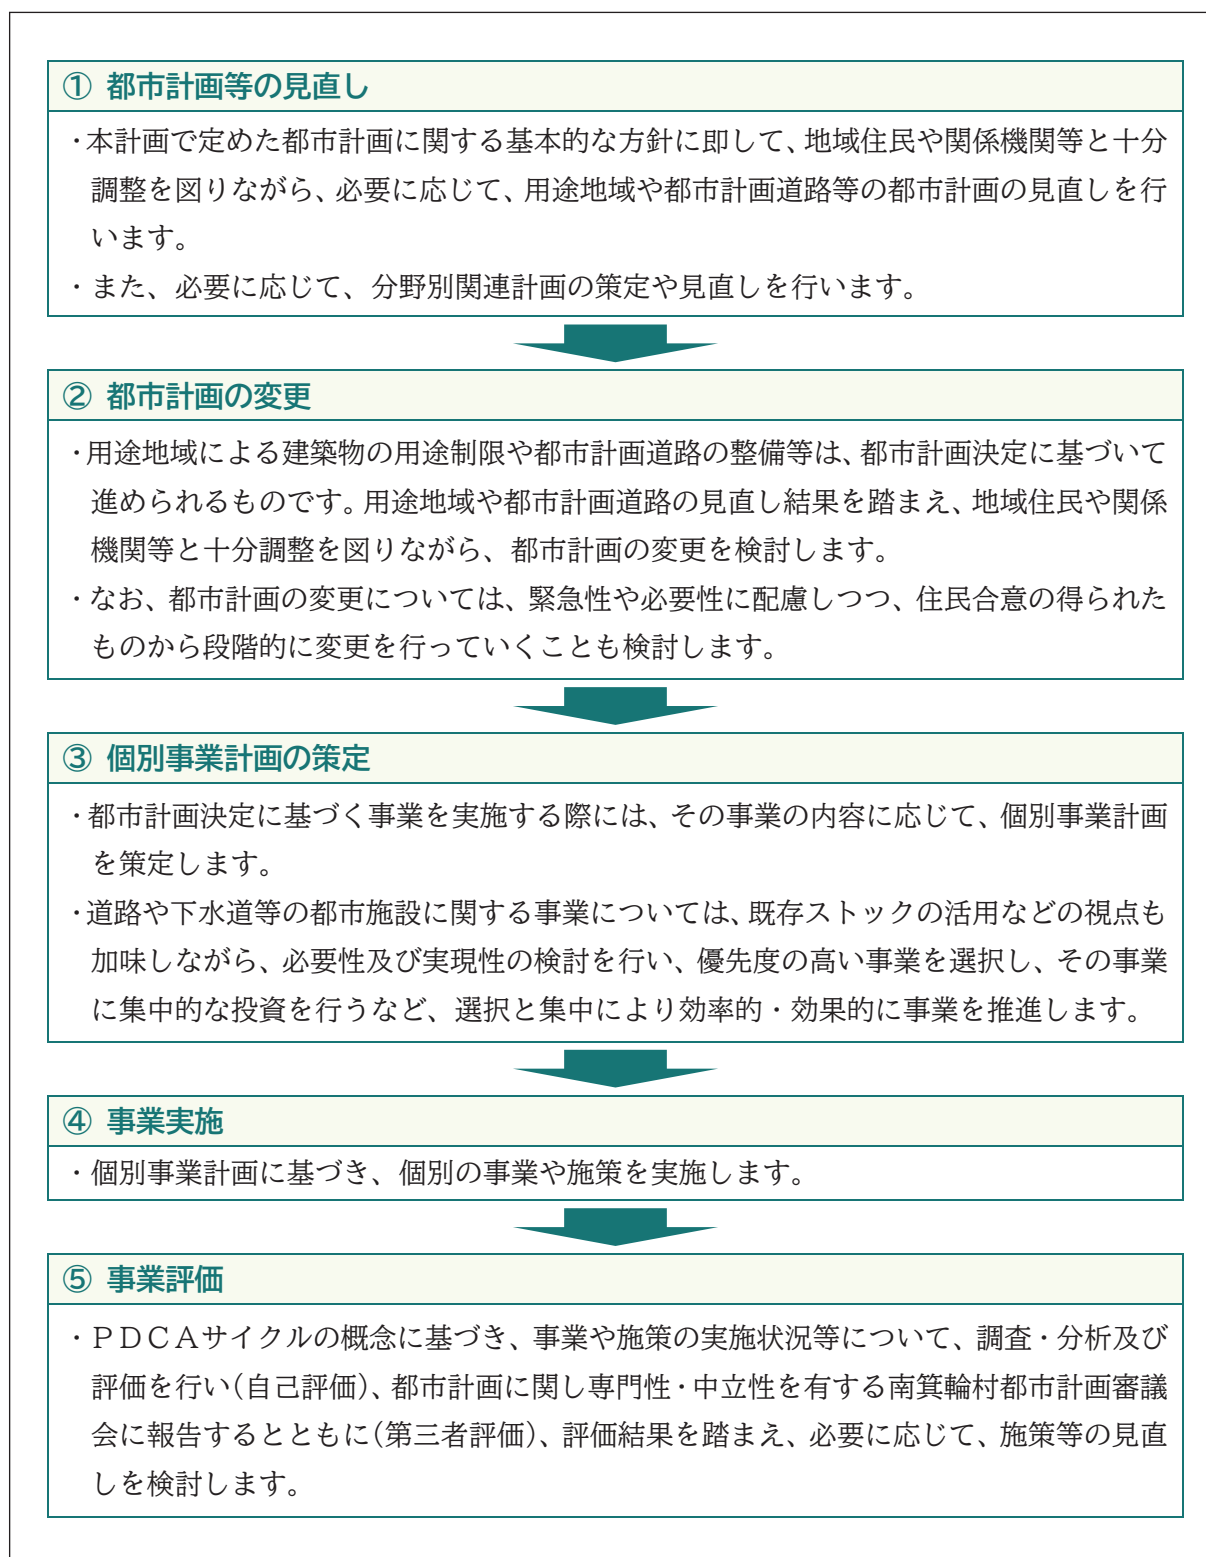 ① 都市計画等の見直し
・本計画で定めた都市計画に関する基本的な方針に即して、地域住民や関係機関等と十分
調整を図りながら、必要に応じて、用途地域や都市計画道路等の都市計画の見直しを行
います。
・また、必要に応じて、分野別関連計画の策定や見直しを行います。
② 都市計画の変更
・用途地域による建築物の用途制限や都市計画道路の整備等は、都市計画決定に基づいて
進められるものです。用途地域や都市計画道路の見直し結果を踏まえ、地域住民や関係
機関等と十分調整を図りながら、都市計画の変更を検討します。
・なお、都市計画の変更については、緊急性や必要性に配慮しつつ、住民合意の得られた
ものから段階的に変更を行っていくことも検討します。
③ 個別事業計画の策定
・都市計画決定に基づく事業を実施する際には、その事業の内容に応じて、個別事業計画
を策定します。
・道路や下水道等の都市施設に関する事業については、既存ストックの活用などの視点も
加味しながら、必要性及び実現性の検討を行い、優先度の高い事業を選択し、その事業
に集中的な投資を行うなど、選択と集中により効率的・効果的に事業を推進します。
④ 事業実施
・個別事業計画に基づき、個別の事業や施策を実施します。
⑤ 事業評価
・ＰＤＣＡサイクルの概念に基づき、事業や施策の実施状況等について、調査・分析及び
評価を行い(自己評価)、都市計画に関し専門性・中立性を有する南箕輪村都市計画審議
会に報告するとともに(第三者評価)、評価結果を踏まえ、必要に応じて、施策等の見直
しを検討します。